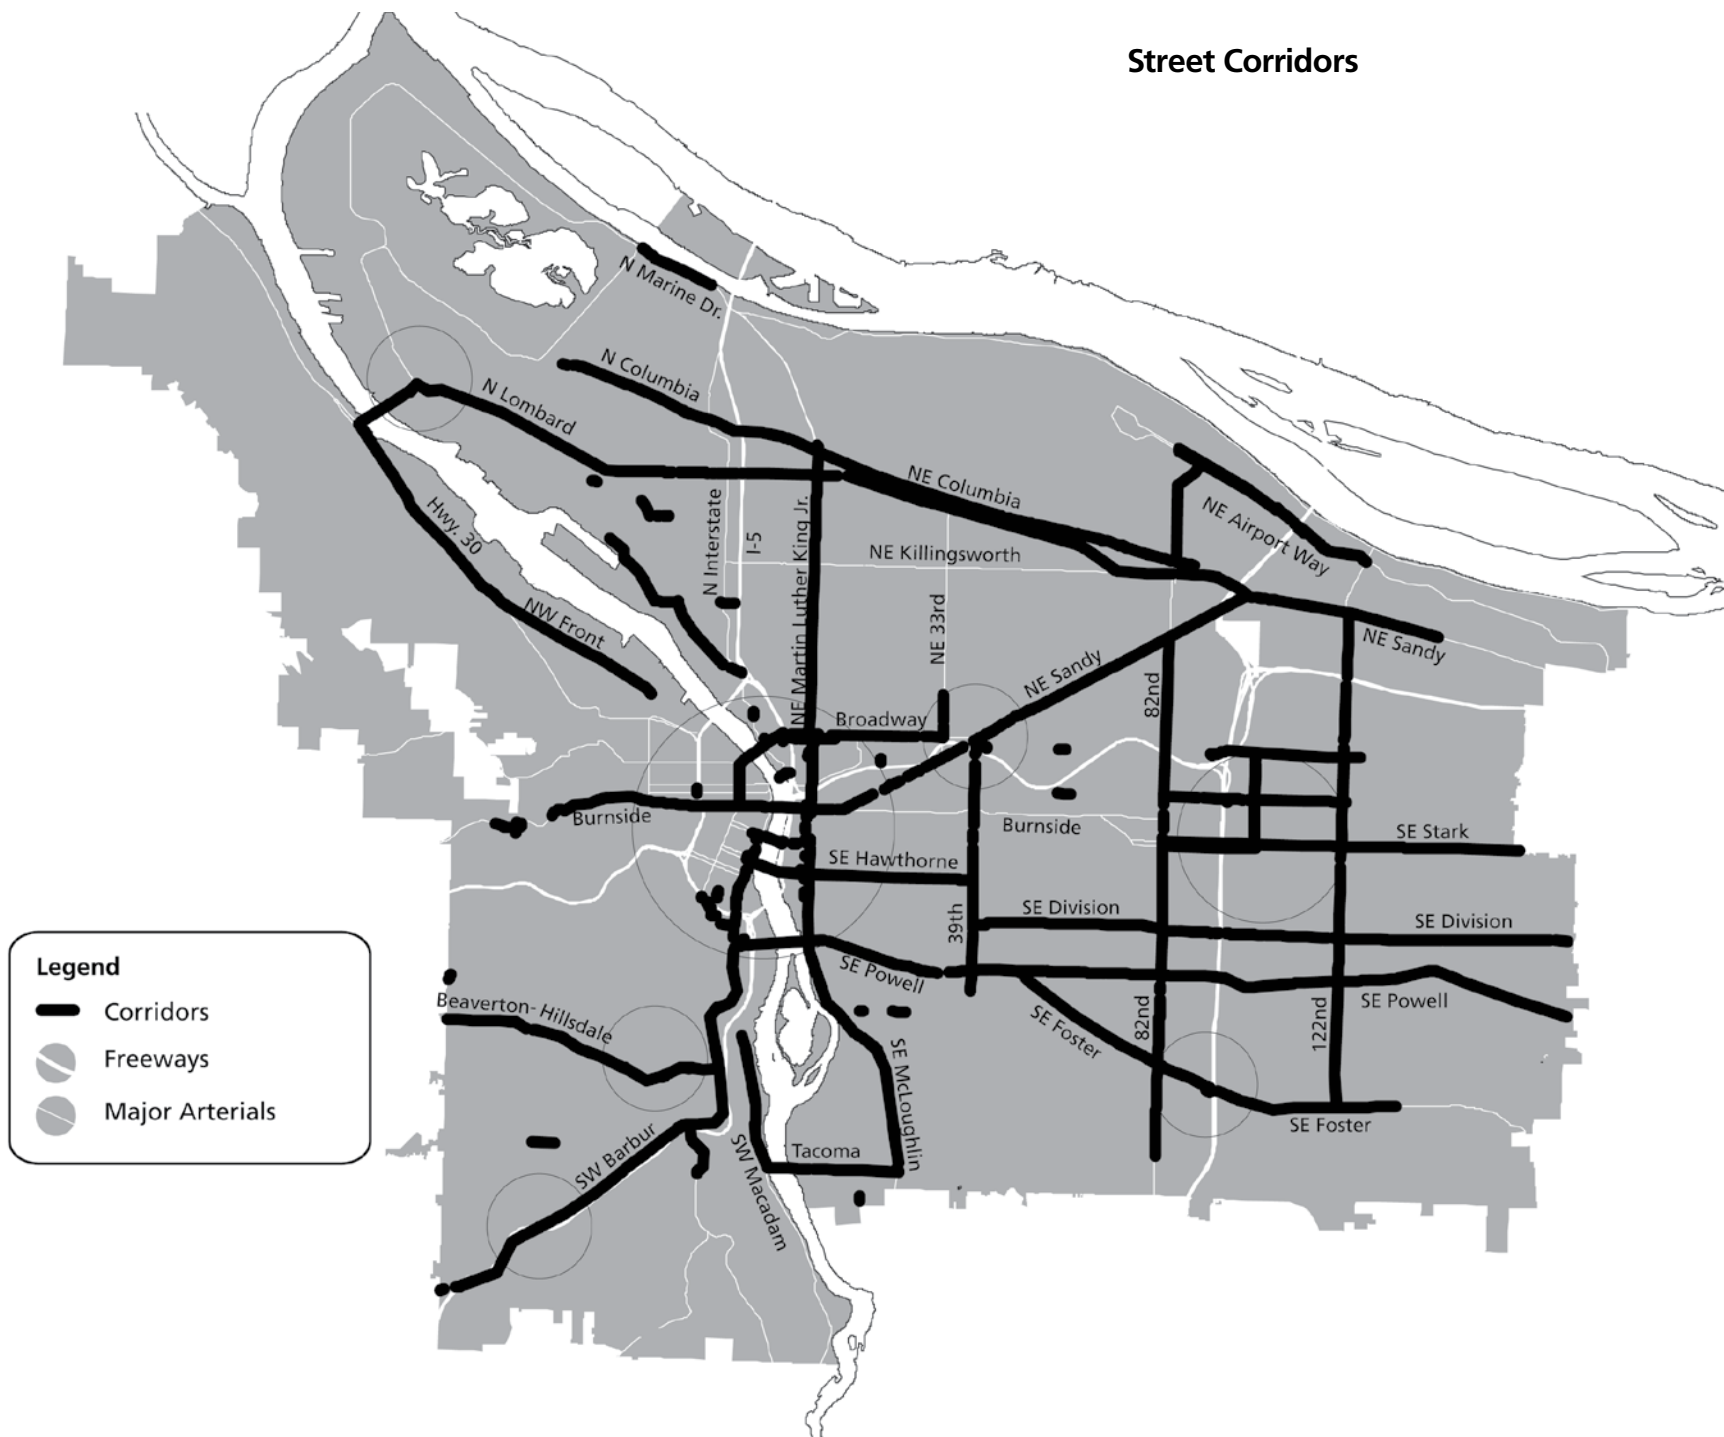 Street Corridors
N Marine Dr.
N Columbia
N Lombard
NE Columbia
Hwy. 30
N Interstate
I-5
NE Martin Luther King Jr.
NE Airport Way
NE Killingsworth
NW Front
NE 33rd
NE Sandy
NE Sandy
82nd
Broadway
Burnside
Burnside
SE Stark
SE Hawthorne
39th
SE Division
SE Division
SE Powell
SE Powell
Beaverton- Hillsdale
82nd
122nd
SE Foster
SE McLoughlin
SE Foster
SW Barbur
SW Macadam
Tacoma
Legend
Corridors
Freeways
Major Arterials